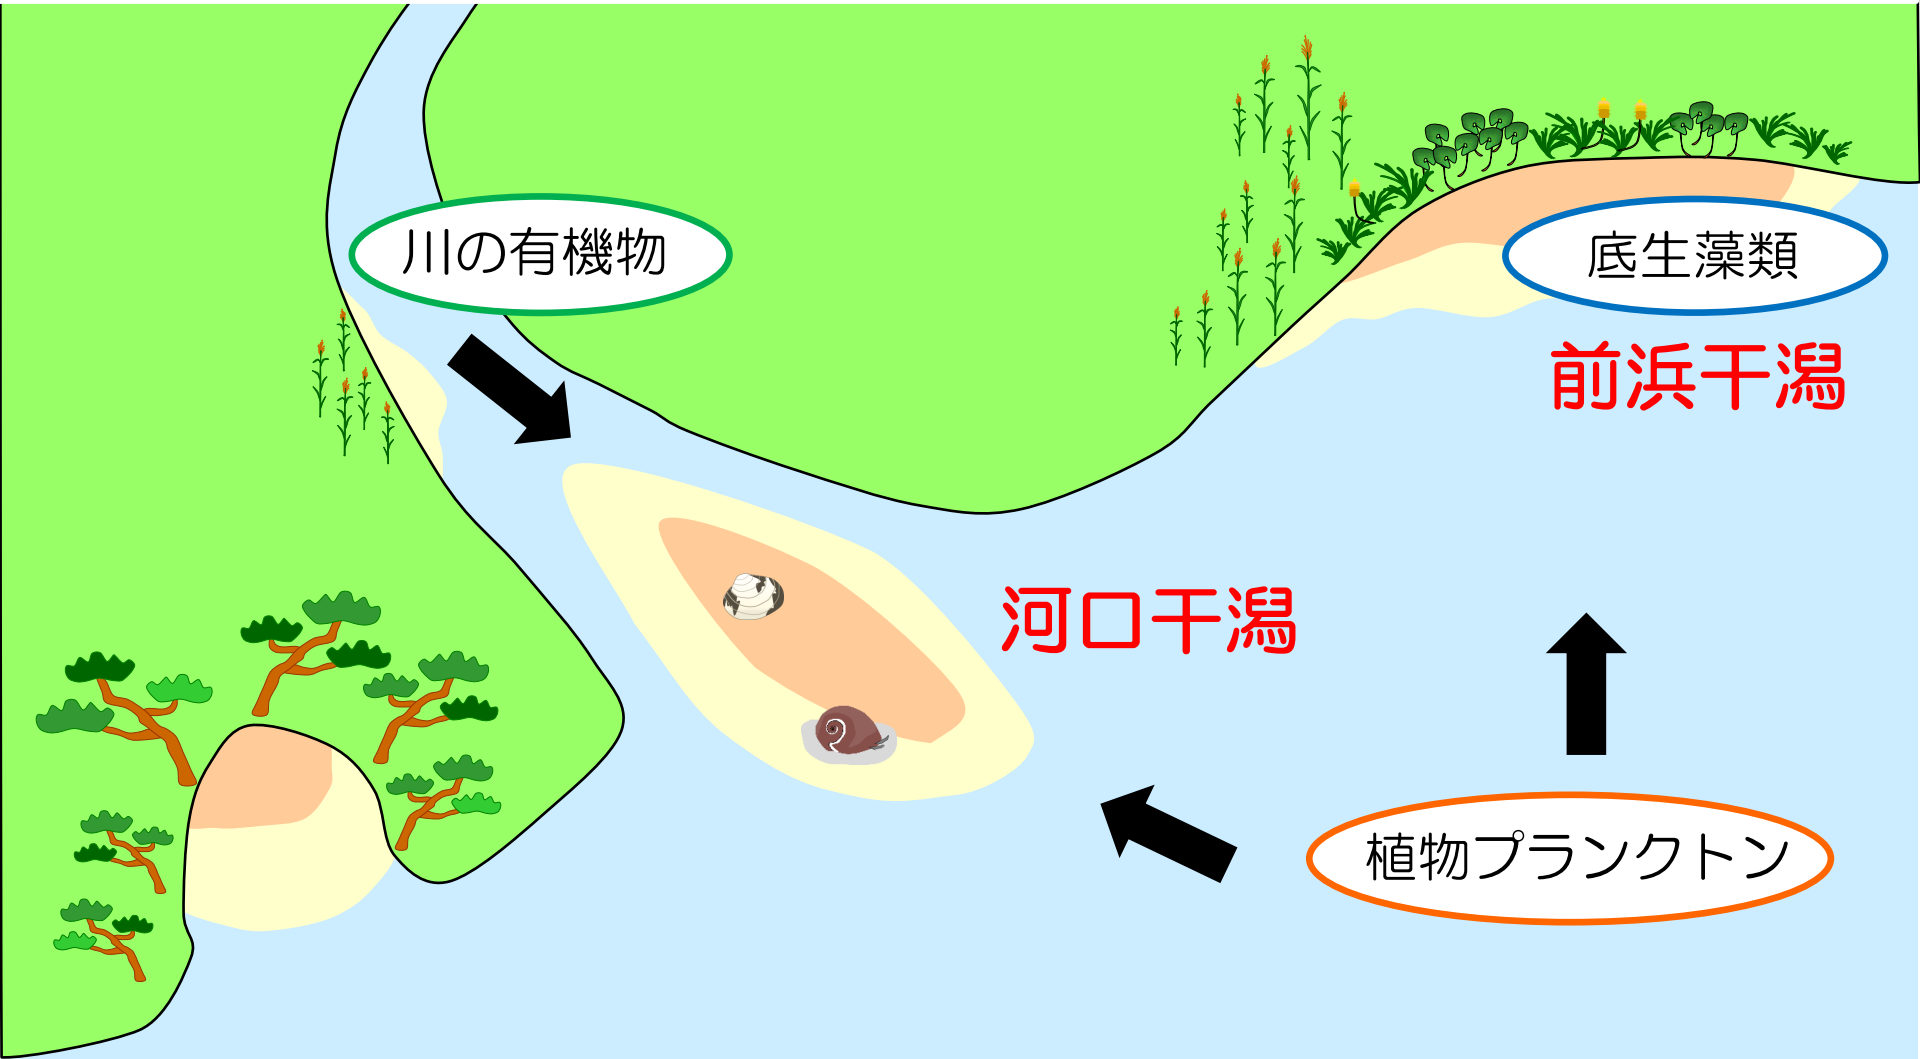 川の有機物
底生藻類
前浜干潟
河口干潟
植物プランクトン